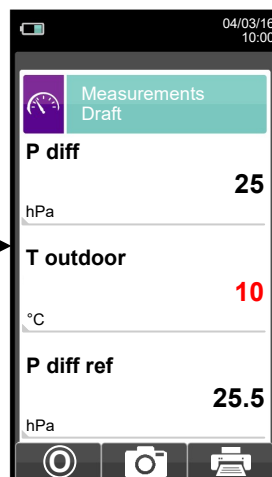 04/03/16
10:00
Measurements
Draft
P diff
25
hPa
T outdoor
10
°C
P diff ref
25.5
hPa